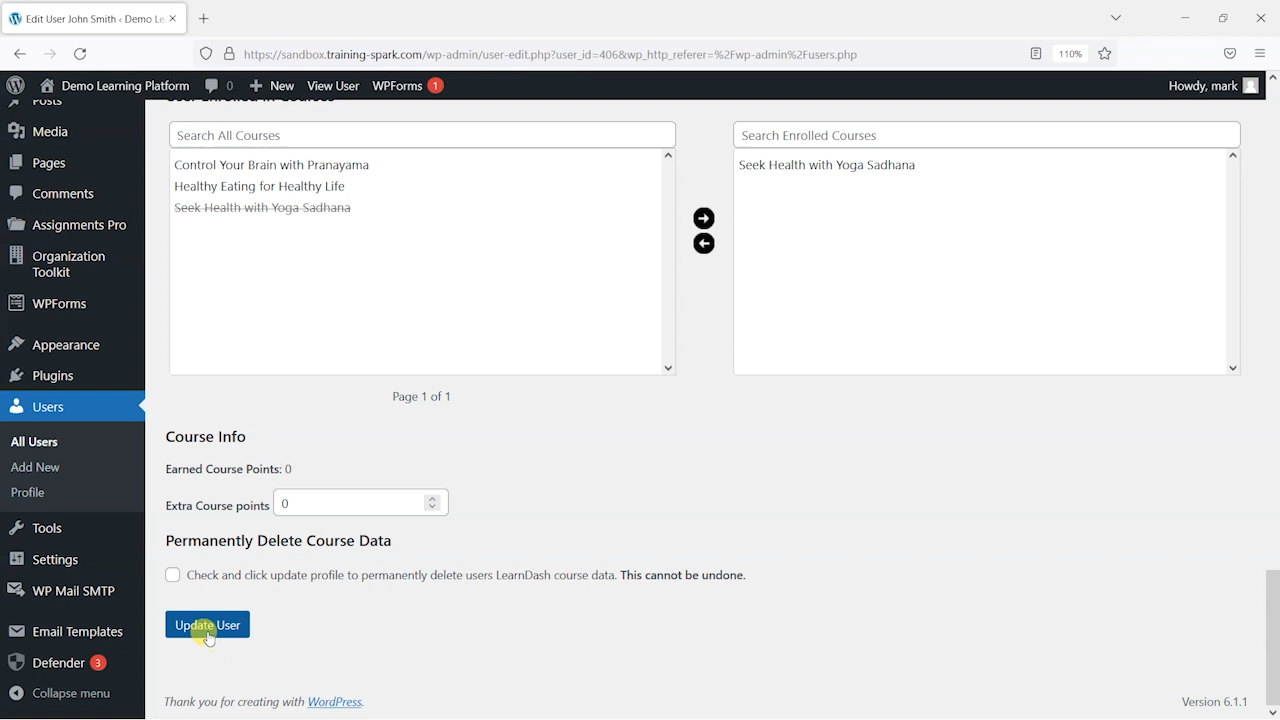 Edit User John Smith ‹ Demo Le
https://sandbox.training-spark.com/wp-admin/user-edit.php?user_id=406&wp_http_referer=%2Fwp-admin%2Fusers.php
110%
Demo Learning Platform
0
New
View User
WPForms
1
Howdy, mark
Posts
Media
Pages
Comments
Assignments Pro
Organization
Toolkit
WPForms
Appearance
Plugins
Users
All Users
Add New
Profile
Tools
Settings
WP Mail SMTP
Email Templates
Defender
3
Collapse menu
User Enrolled in Courses
Search All Courses
Control Your Brain with Pranayama
Healthy Eating for Healthy Life
Seek Health with Yoga Sadhana
Page 1 of 1
Search Enrolled Courses
Seek Health with Yoga Sadhana
Course Info
Earned Course Points: 0
Extra Course points
0
Permanently Delete Course Data
Check and click update profile to permanently delete users LearnDash course data. This cannot be undone.
Update User
Thank you for creating with WordPress.
Version 6.1.1